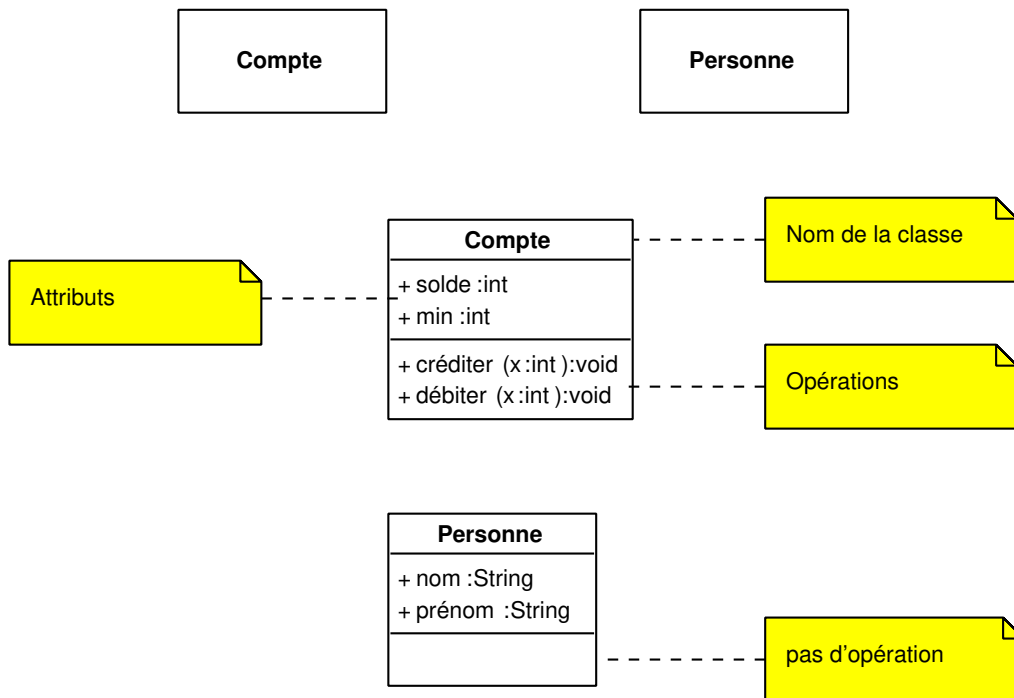 Compte
Personne
Nom de la classe
Compte
Attributs
+ solde :int
+ min :int
+ créditer (x :int ):void
+ débiter (x :int ):void
Opérations
Personne
+ nom :String
+ prénom :String
pas d'opération